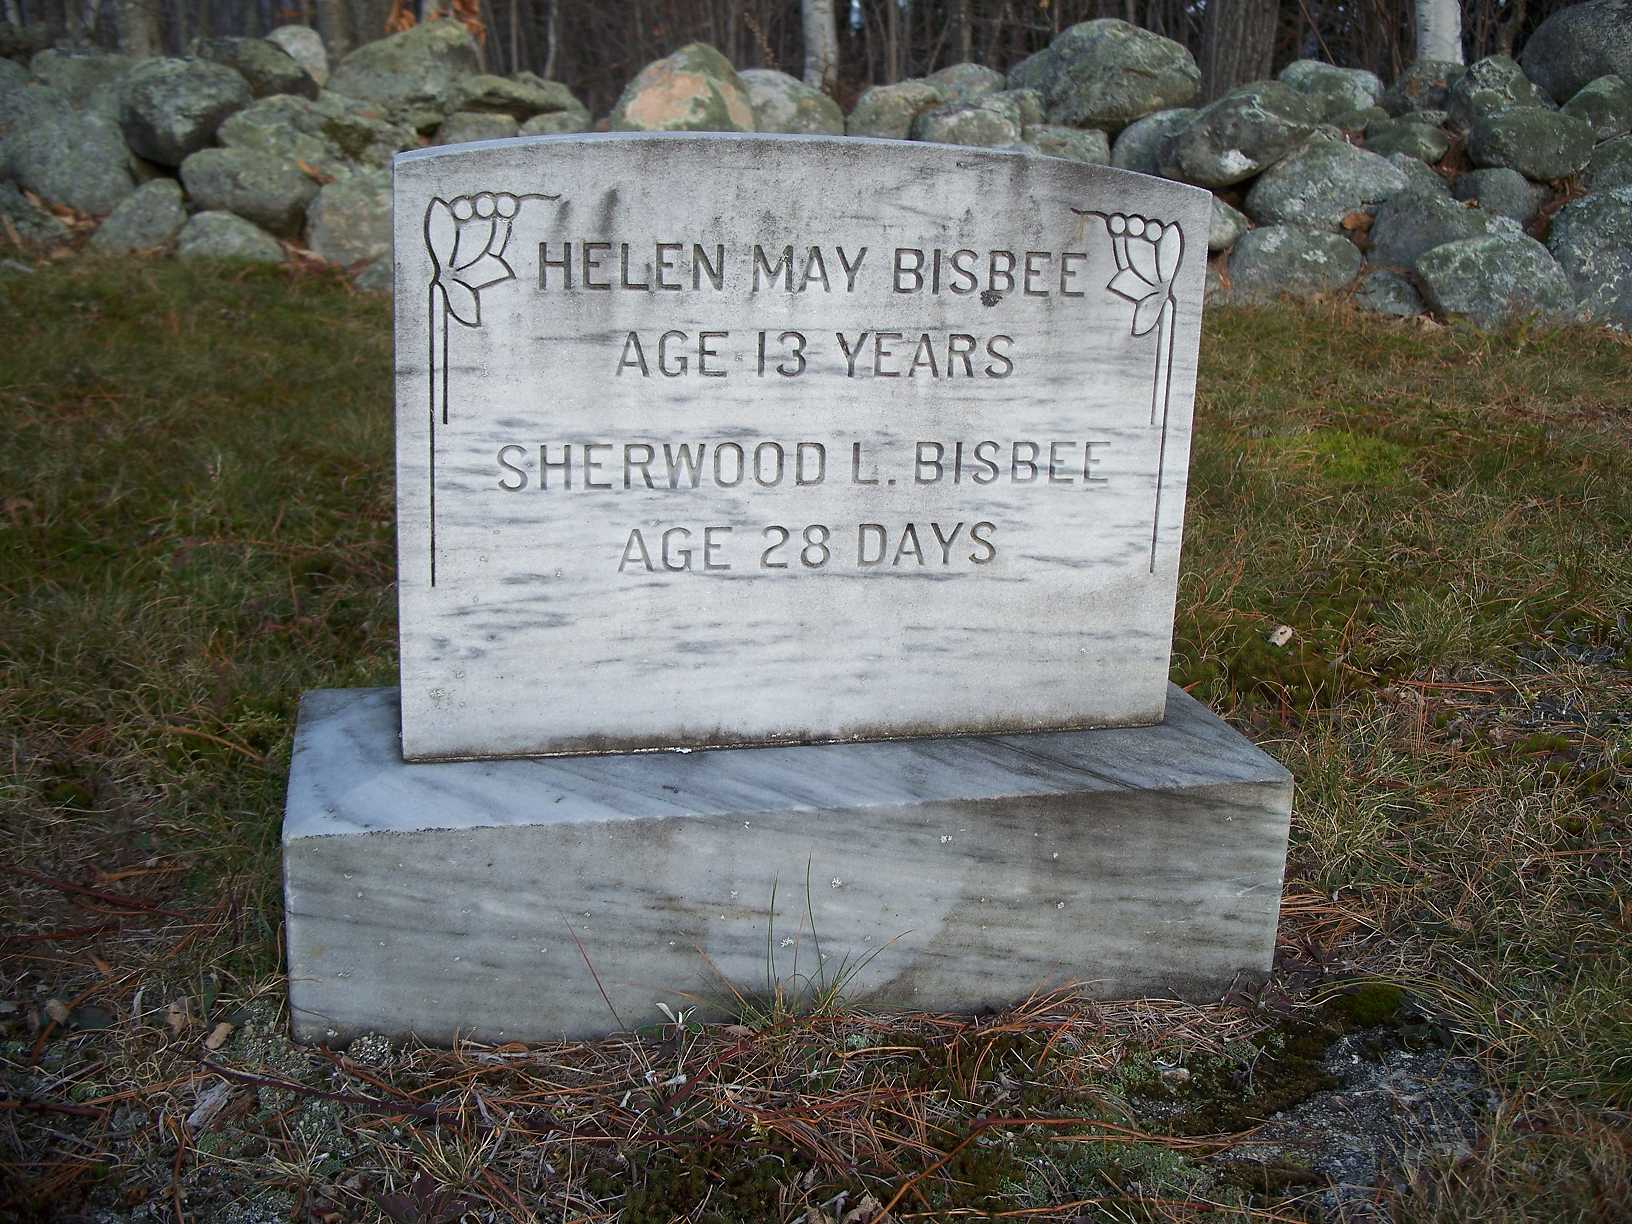 HELEN MAY BISBEE
AGE 13 YEARS
SHERWOOD L. BISBEE
AGE 28 DAYS